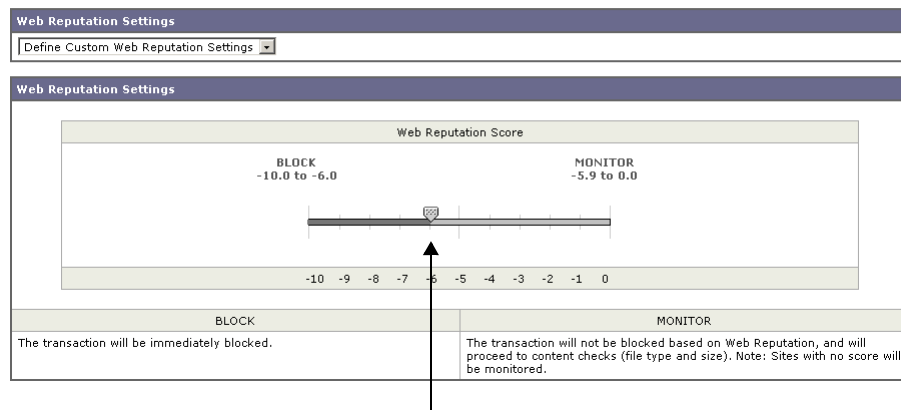 Web Reputation Settings
Define Custom Web Reputation Settings
Web Reputation Settings
Web Reputation Score
BLOCK
-10.0 to -6.0
MONITOR
-5.9 to 0.0
-10 -9 -8 -7 -6 -5 -4 -3 -2 -1 0
BLOCK
The transaction will be immediately blocked.
MONITOR
The transaction will not be blocked based on Web Reputation, and will
proceed to content checks (file type and size). Note: Sites with no score will
be monitored.